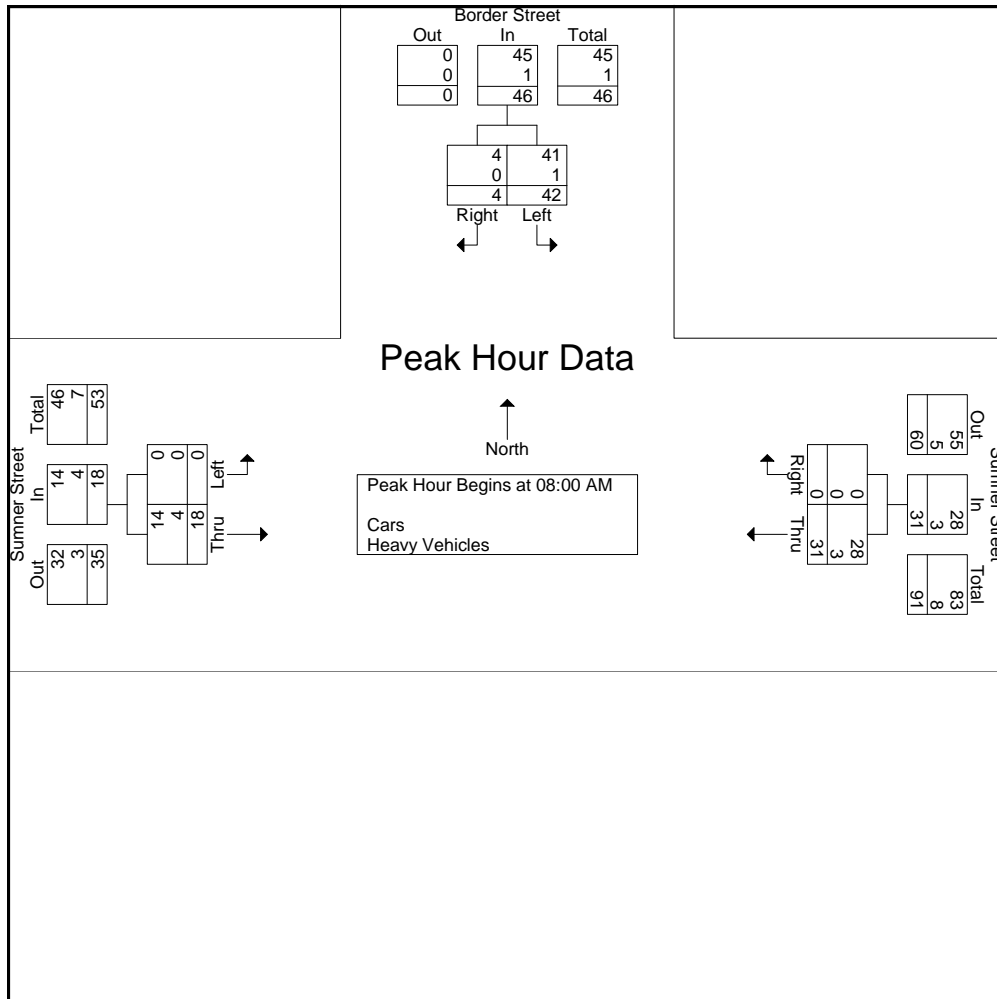 Border Street
Out In Total
0 45 45
0 1 1
0 46 46
4 41
0 1
4 42
Right Left
Peak Hour Data
North
Peak Hour Begins at 08:00 AM
Cars
Heavy Vehicles
Sumner Street
Total In Out
46 14 32
7 4 3
53 18 35
Left Thru
0 14
0 4
0 18
Sumner Street
Out In Total
55 28 83
5 3 8
60 31 91
Right Thru
0 28
0 3
0 31